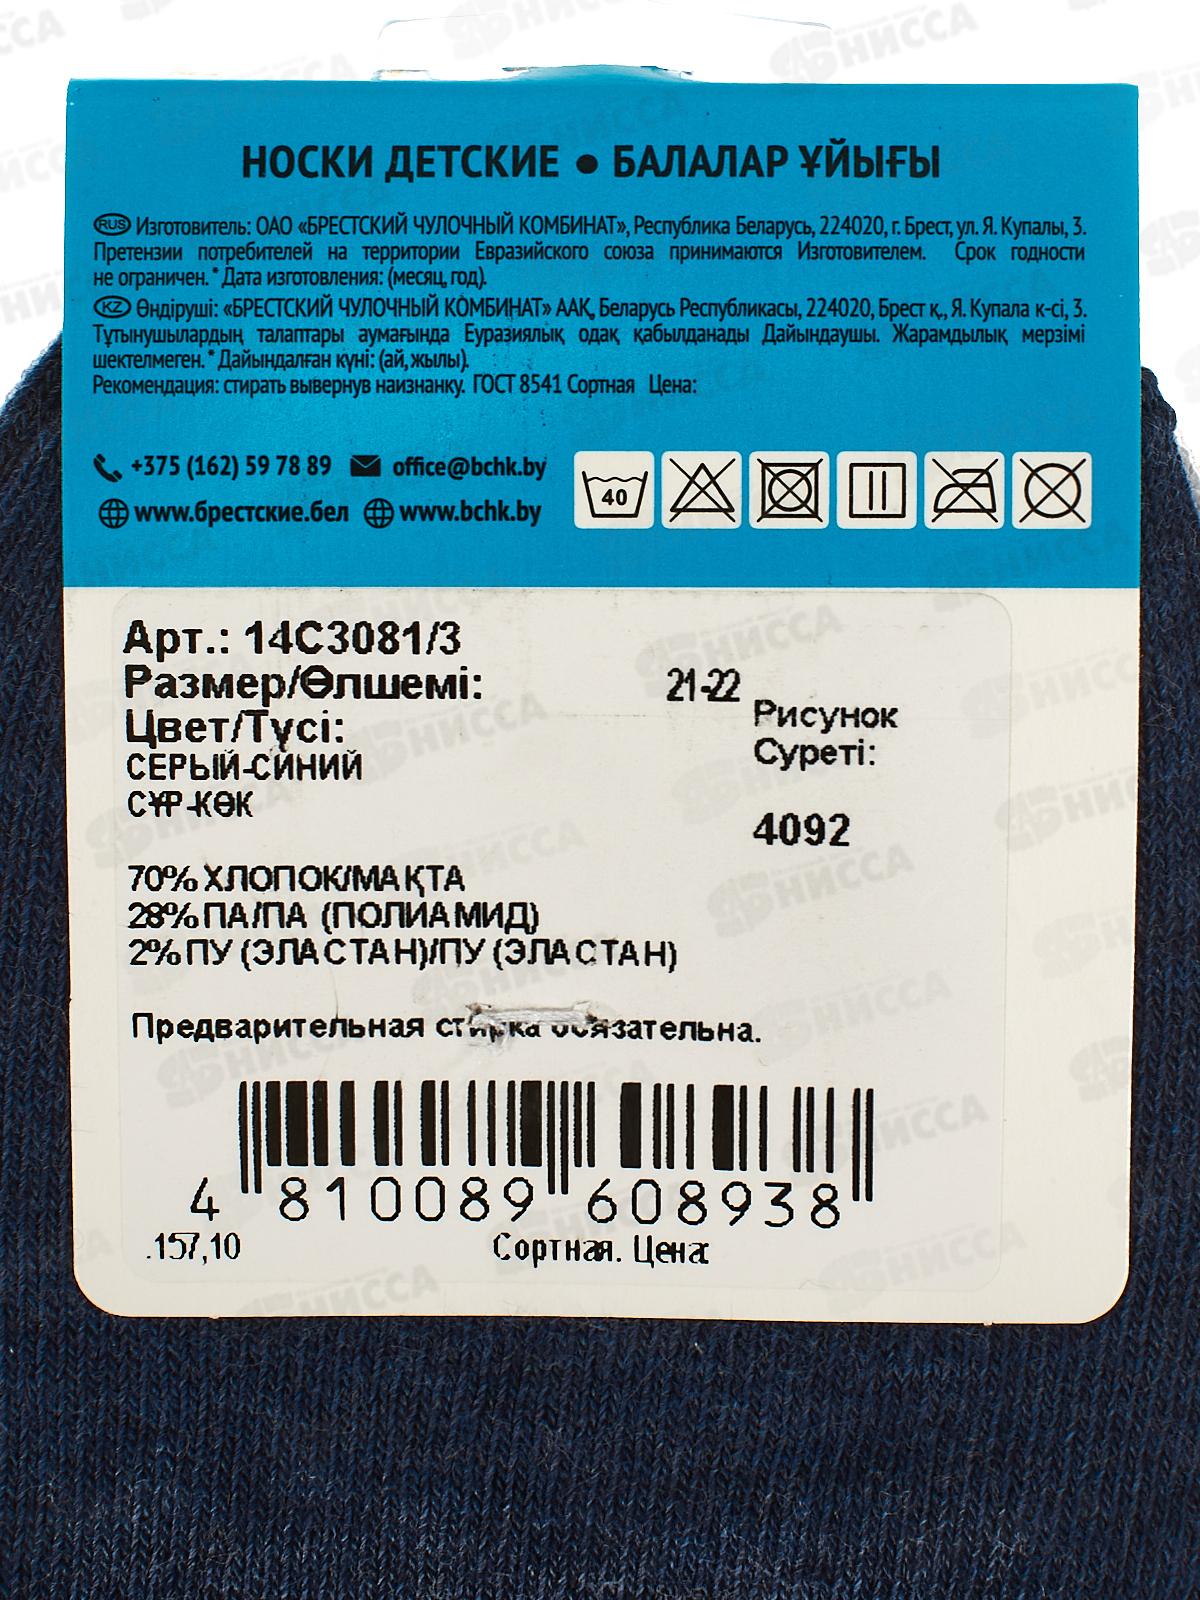 НОСКИ ДЕТСКИЕ ● БАЛАЛАР ҰЙЫҒЫ
RUS Изготовитель: ОАО «БРЕСТСКИЙ ЧУЛОЧНЫЙ КОМБИНАТ», Республика Беларусь, 224020, г. Брест, ул. Я. Купалы, 3.
Претензии потребителей на территории Евразийского союза принимаются Изготовителем. Срок годности
не ограничен. * Дата изготовления: (месяц, год).
KZ Өндіруші: «БРЕСТСКИЙ ЧУЛОЧНЫЙ КОМБИНАТ» ААҚ, Беларусь Республикасы, 224020, Брест қ., Я. Купала к-сі, 3.
Тұтынушылардың талаптары аумағында Еуразиялық одақ қабылданады Дайындаушы. Жарамдылық мерзімі
шектелмеген. * Дайындалған күні: (ай, жылы).
Рекомендация: стирать вывернув наизнанку. ГОСТ 8541 Сортная Цена:
+375 (162) 59 78 89 office@bchk.by
www.брестские.бел www.bchk.by
40
Арт.: 14С3081/3
Размер/Өлшемі: 21-22
Цвет/Түсі: Рисунок
СЕРЫЙ-СИНИЙ Суреті:
СҰР-КӨК
4092
70% ХЛОПОК/МАҚТА
28% ПА/ПА (ПОЛИАМИД)
2% ПУ (ЭЛАСТАН)/ПУ (ЭЛАСТАН)
Предварительная стирка обязательна.
4 810089 608938
.157,10 Сортная. Цена:
НИССА